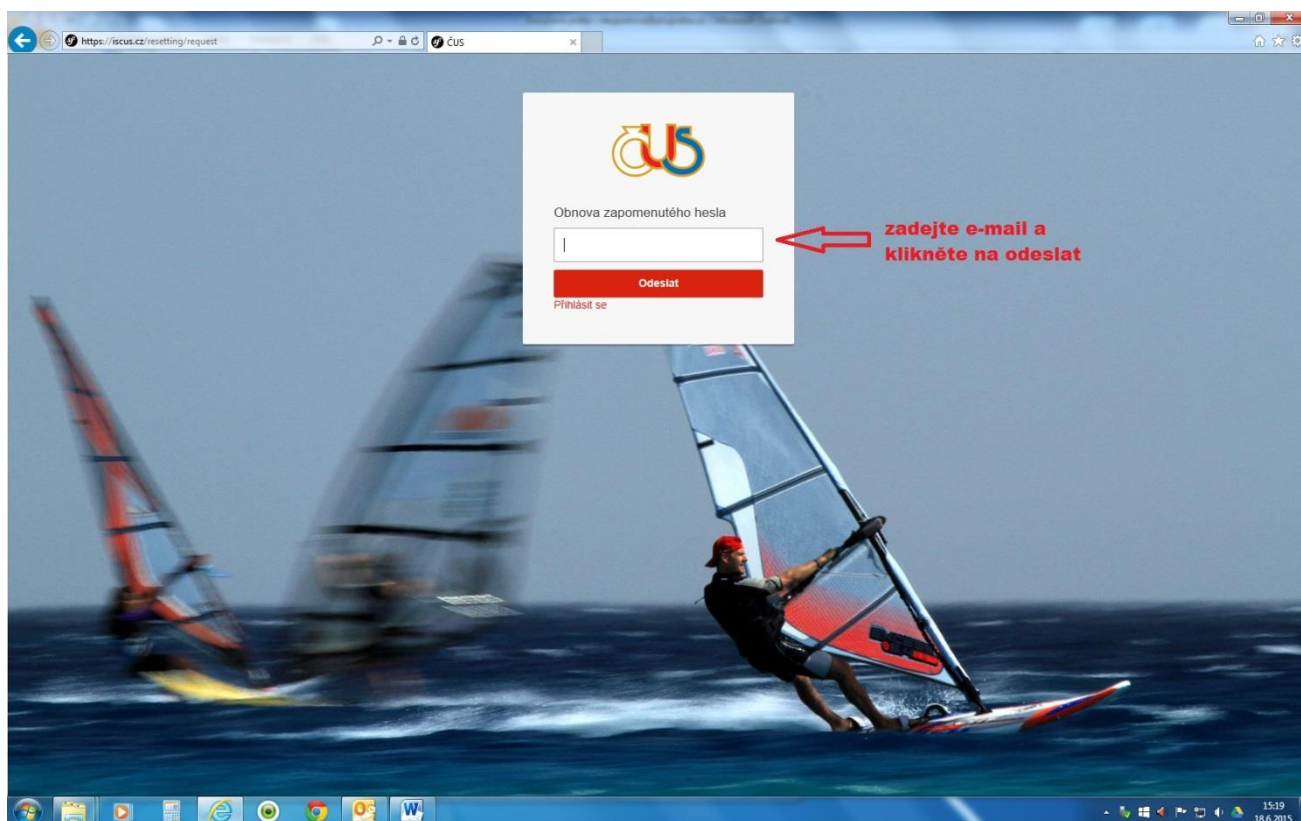 https://iscus.cz/resetting/request
ČUS
ČUS
Obnova zapomenutého hesla
zadejte e-mail a
klikněte na odeslat
Odeslat
Přihlásit se
15:19
18.6.2015